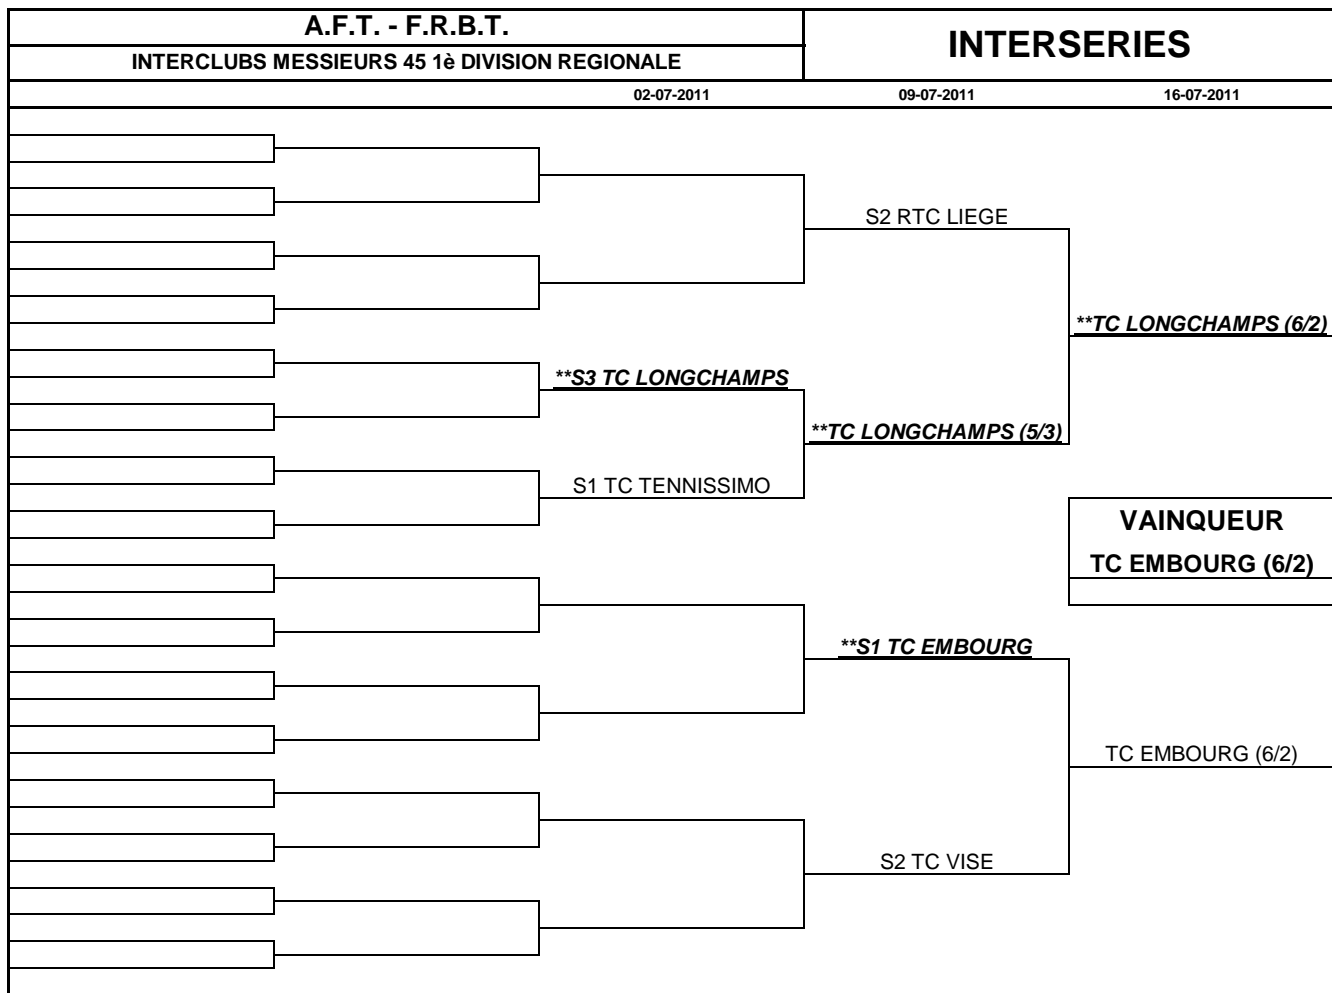 A.F.T. - F.R.B.T.
INTERSERIES
INTERCLUBS MESSIEURS 45 1è DIVISION REGIONALE
02-07-2011 09-07-2011 16-07-2011
S2 RTC LIEGE
**TC LONGCHAMPS (6/2)
**S3 TC LONGCHAMPS
**TC LONGCHAMPS (5/3)
S1 TC TENNISSIMO
VAINQUEUR
TC EMBOURG (6/2)
**S1 TC EMBOURG
TC EMBOURG (6/2)
S2 TC VISE